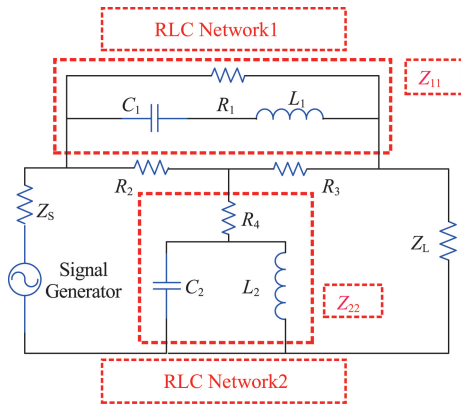 RLC Network1
Z11
C1
R1
L1
R2
R3
ZS
R4
ZL
Signal
Generator
C2
L2
Z22
RLC Network2